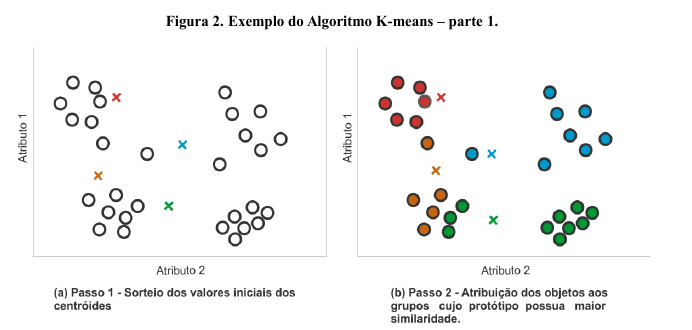 Figura 2. Exemplo do Algoritmo K-means – parte 1.
Atributo 1
Atributo 2
(a) Passo 1 - Sorteio dos valores iniciais dos
centróides
Atributo 1
Atributo 2
(b) Passo 2 - Atribuição dos objetos aos
grupos cujo protótipo possua maior
similaridade.